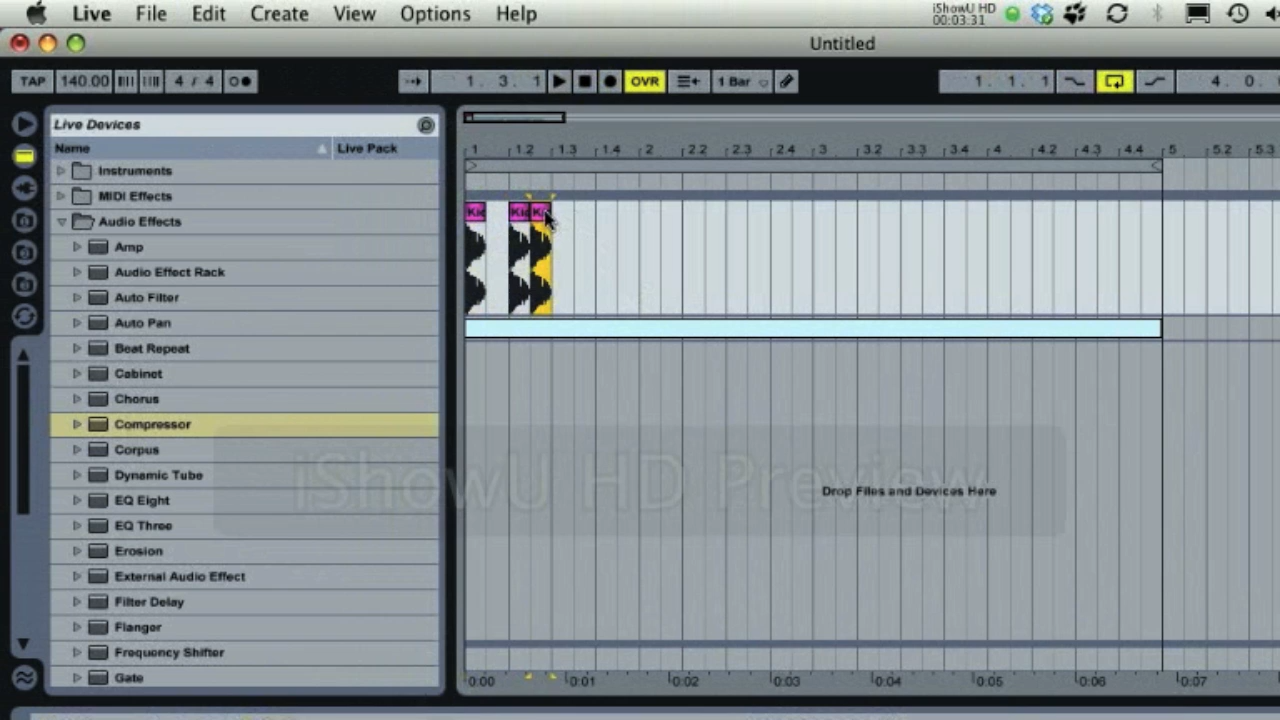 Live File Edit Create View Options Help iShowU HD
00:03:31
Untitled
TAP 140.00 4 / 4 1. 3. 1 OVR 1 Bar 1. 1. 1 4. 0.
Live Devices
Name Live Pack
1 1.2 1.3 1.4 2 2.2 2.3 2.4 3 3.2 3.3 3.4 4 4.2 4.3 4.4 5 5.2 5.3
Instruments
MIDI Effects
Kic Kic Ki
Audio Effects
Amp
Audio Effect Rack
Auto Filter
Auto Pan
Beat Repeat
Cabinet
Chorus
Compressor
Corpus
Dynamic Tube
iShowU HD Preview
Drop Files and Devices Here
EQ Eight
EQ Three
Erosion
External Audio Effect
Filter Delay
Flanger
Frequency Shifter
Gate
0:00 0:01 0:02 0:03 0:04 0:05 0:06 0:07